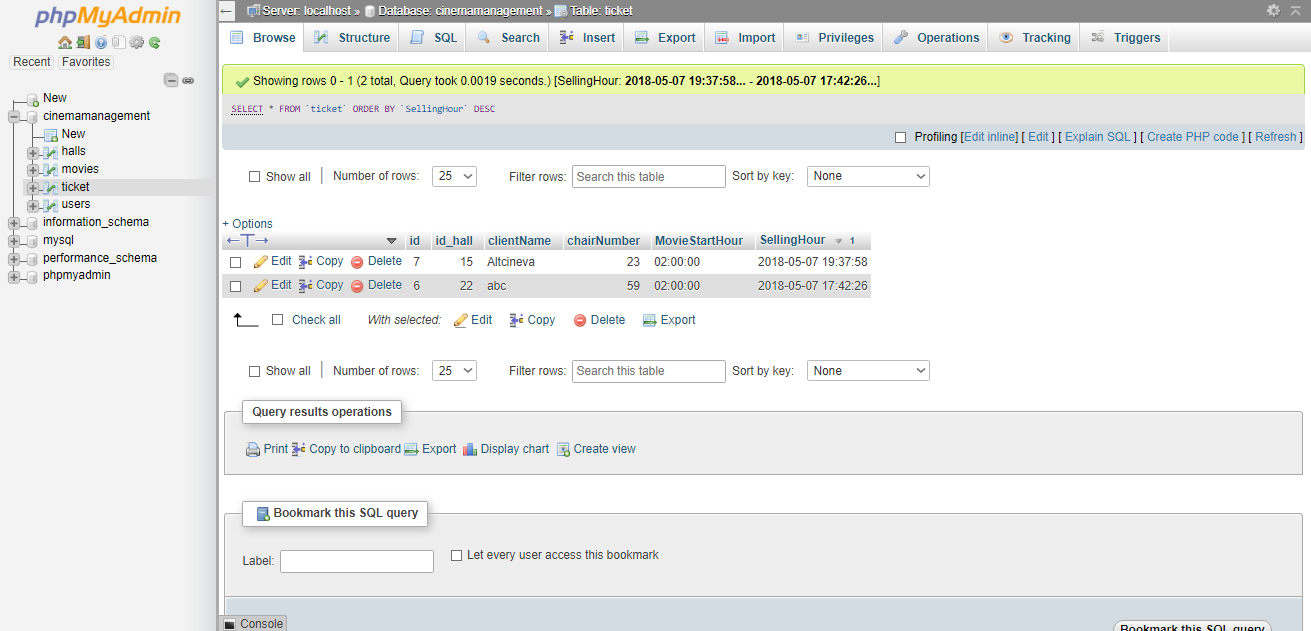 phpMyAdmin
Recent Favorites
New
cinemamanagement
New
halls
movies
ticket
users
information_schema
mysql
performance_schema
phpmyadmin
Server: localhost » Database: cinemamanagement » Table: ticket
Browse Structure SQL Search Insert Export Import Privileges Operations Tracking Triggers
Showing rows 0 - 1 (2 total, Query took 0.0019 seconds.) [SellingHour: 2018-05-07 19:37:58... - 2018-05-07 17:42:26...]
SELECT * FROM `ticket` ORDER BY `SellingHour` DESC
Profiling [Edit inline] [ Edit ] [ Explain SQL ] [ Create PHP code ] [ Refresh ]
Show all | Number of rows: 25 Filter rows: Search this table Sort by key: None
+ Options
←T→ id id_hall clientName chairNumber MovieStartHour SellingHour 1
Edit Copy Delete 7 15 Altcineva 23 02:00:00 2018-05-07 19:37:58
Edit Copy Delete 6 22 abc 59 02:00:00 2018-05-07 17:42:26
Check all With selected: Edit Copy Delete Export
Show all | Number of rows: 25 Filter rows: Search this table Sort by key: None
Query results operations
Print Copy to clipboard Export Display chart Create view
Bookmark this SQL query
Label: Let every user access this bookmark
Console
Bookmark this SQL query